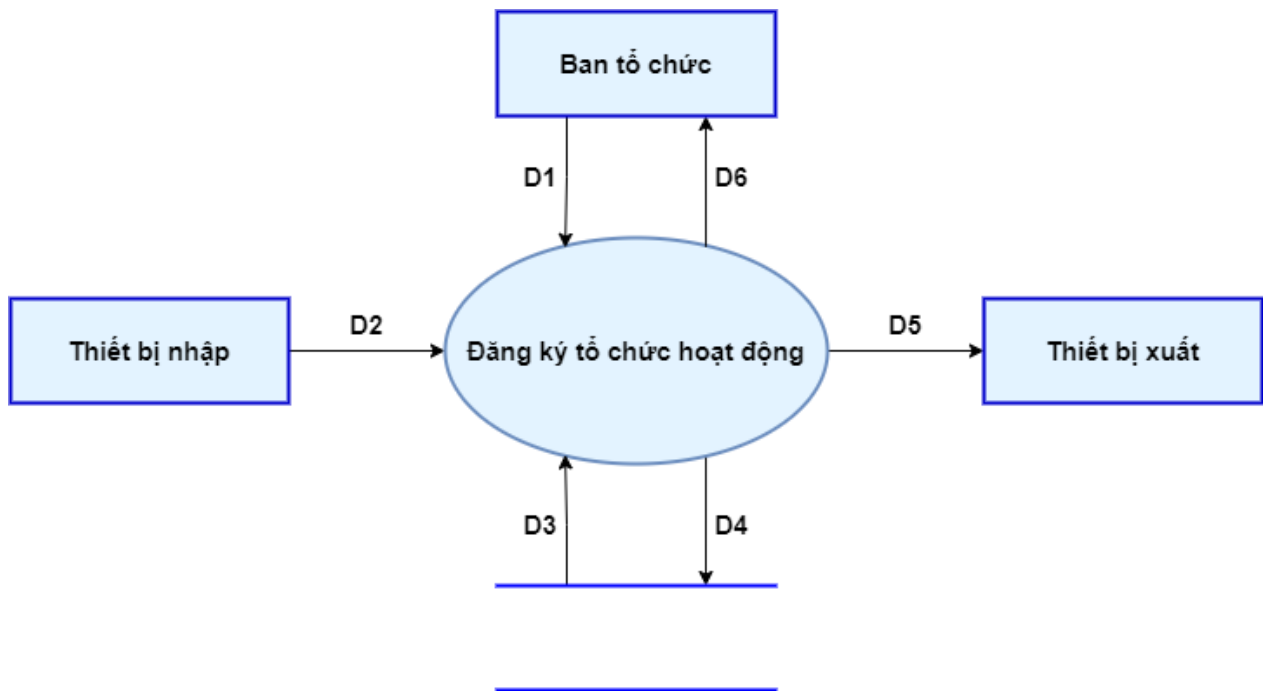 Ban tổ chức
D1
D6
Thiết bị nhập
D2
Đăng ký tổ chức hoạt động
D5
Thiết bị xuất
D3
D4